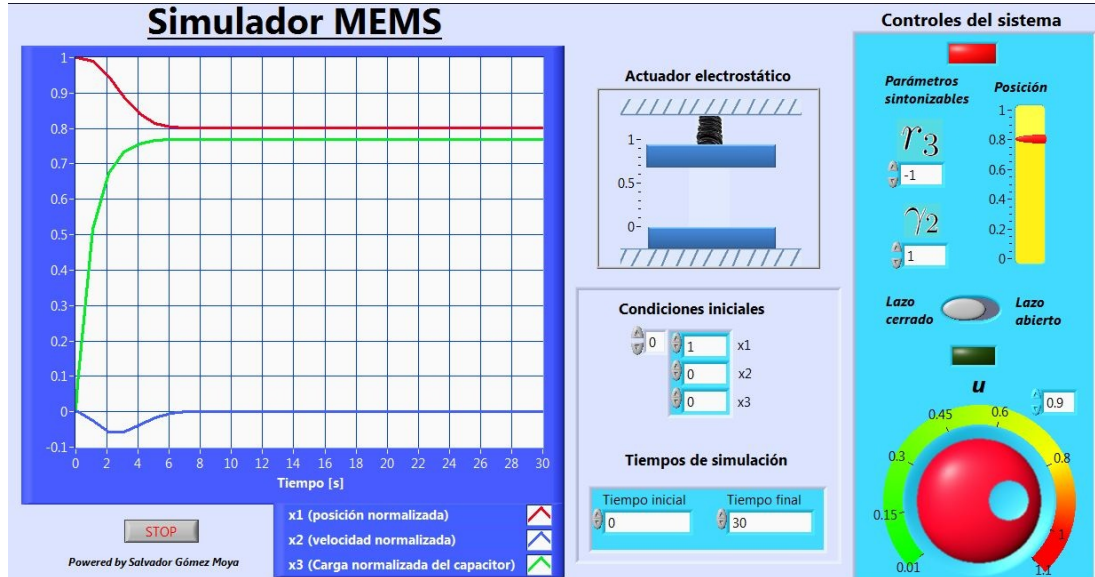 Simulador MEMS
1
0.9
0.8
0.7
0.6
0.5
0.4
0.3
0.2
0.1
0
-0.1
0 2 4 6 8 10 12 14 16 18 20 22 24 26 28 30
Tiempo [s]
STOP
Powered by Salvador Gómez Moya
x1 (posición normalizada)
x2 (velocidad normalizada)
x3 (Carga normalizada del capacitor)
Actuador electrostático
1
0.5
0
Condiciones iniciales
0 1 x1
0 x2
0 x3
Tiempos de simulación
Tiempo inicial Tiempo final
0 30
Controles del sistema
Parámetros
sintonizables
Posición
r3
-1
γ2
1
1
0.8
0.6
0.4
0.2
0
Lazo
cerrado
Lazo
abierto
u
0.9
0.01
0.15
0.3
0.45
0.6
0.8
1
1.1